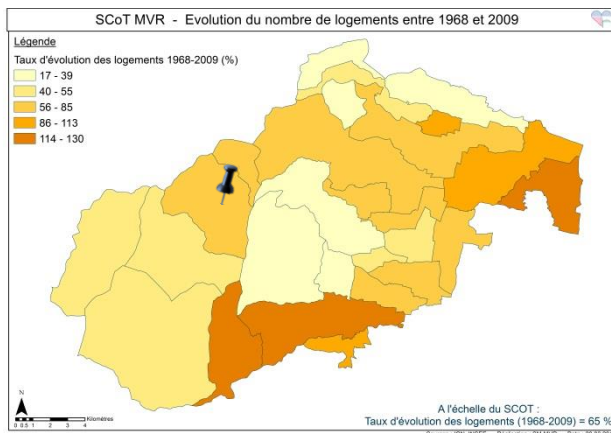 SCoT MVR - Evolution du nombre de logements entre 1968 et 2009
Légende
Taux d'évolution des logements 1968-2009 (%)
17 - 39
40 - 55
56 - 85
86 - 113
114 - 130
N
0 0.5 1 2 3 4
Kilomètres
A l'échelle du SCOT :
Taux d'évolution des logements (1968-2009) = 65 %